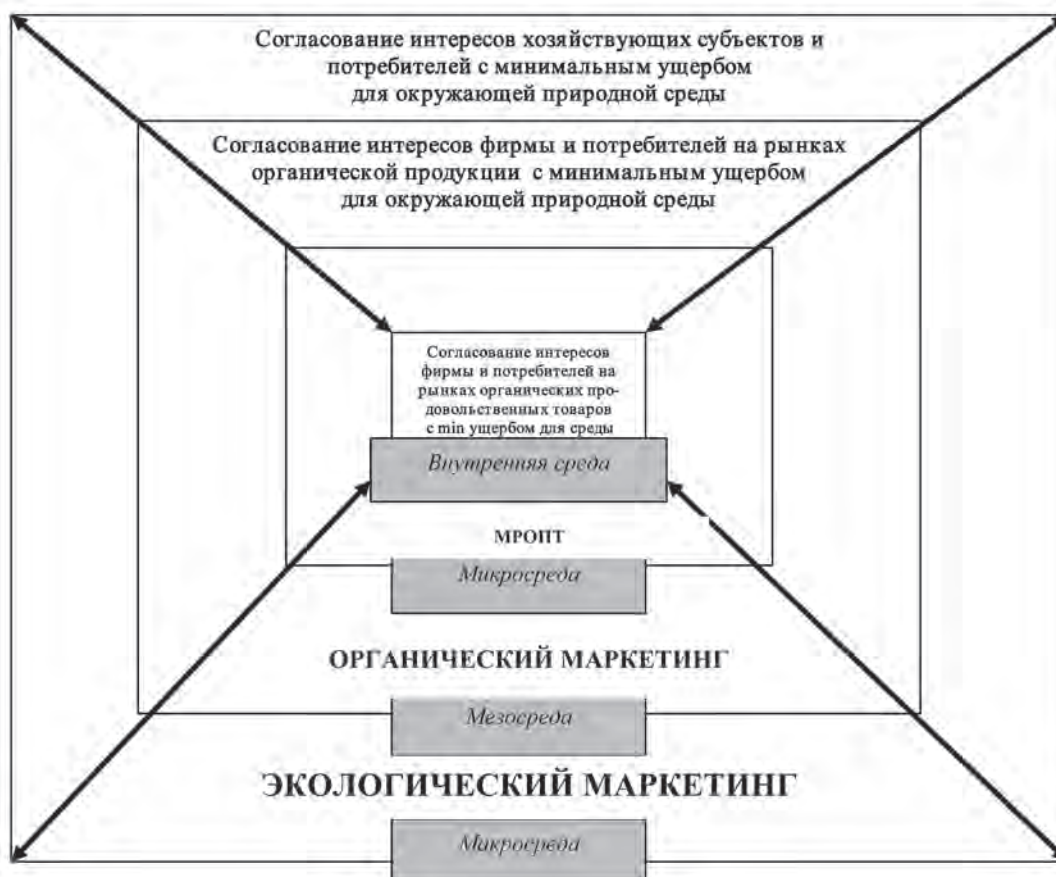 Согласование интересов хозяйствующих субъектов и
потребителей с минимальным ущербом
для окружающей природной среды
Согласование интересов фирмы и потребителей на рынках
органической продукции с минимальным ущербом
для окружающей природной среды
Согласование интересов
фирмы и потребителей на
рынках органических про-
довольственных товаров
с min ущербом для среды
Внутренняя среда
МРОПТ
Микросреда
ОРГАНИЧЕСКИЙ МАРКЕТИНГ
Мезосреда
ЭКОЛОГИЧЕСКИЙ МАРКЕТИНГ
Микросреда